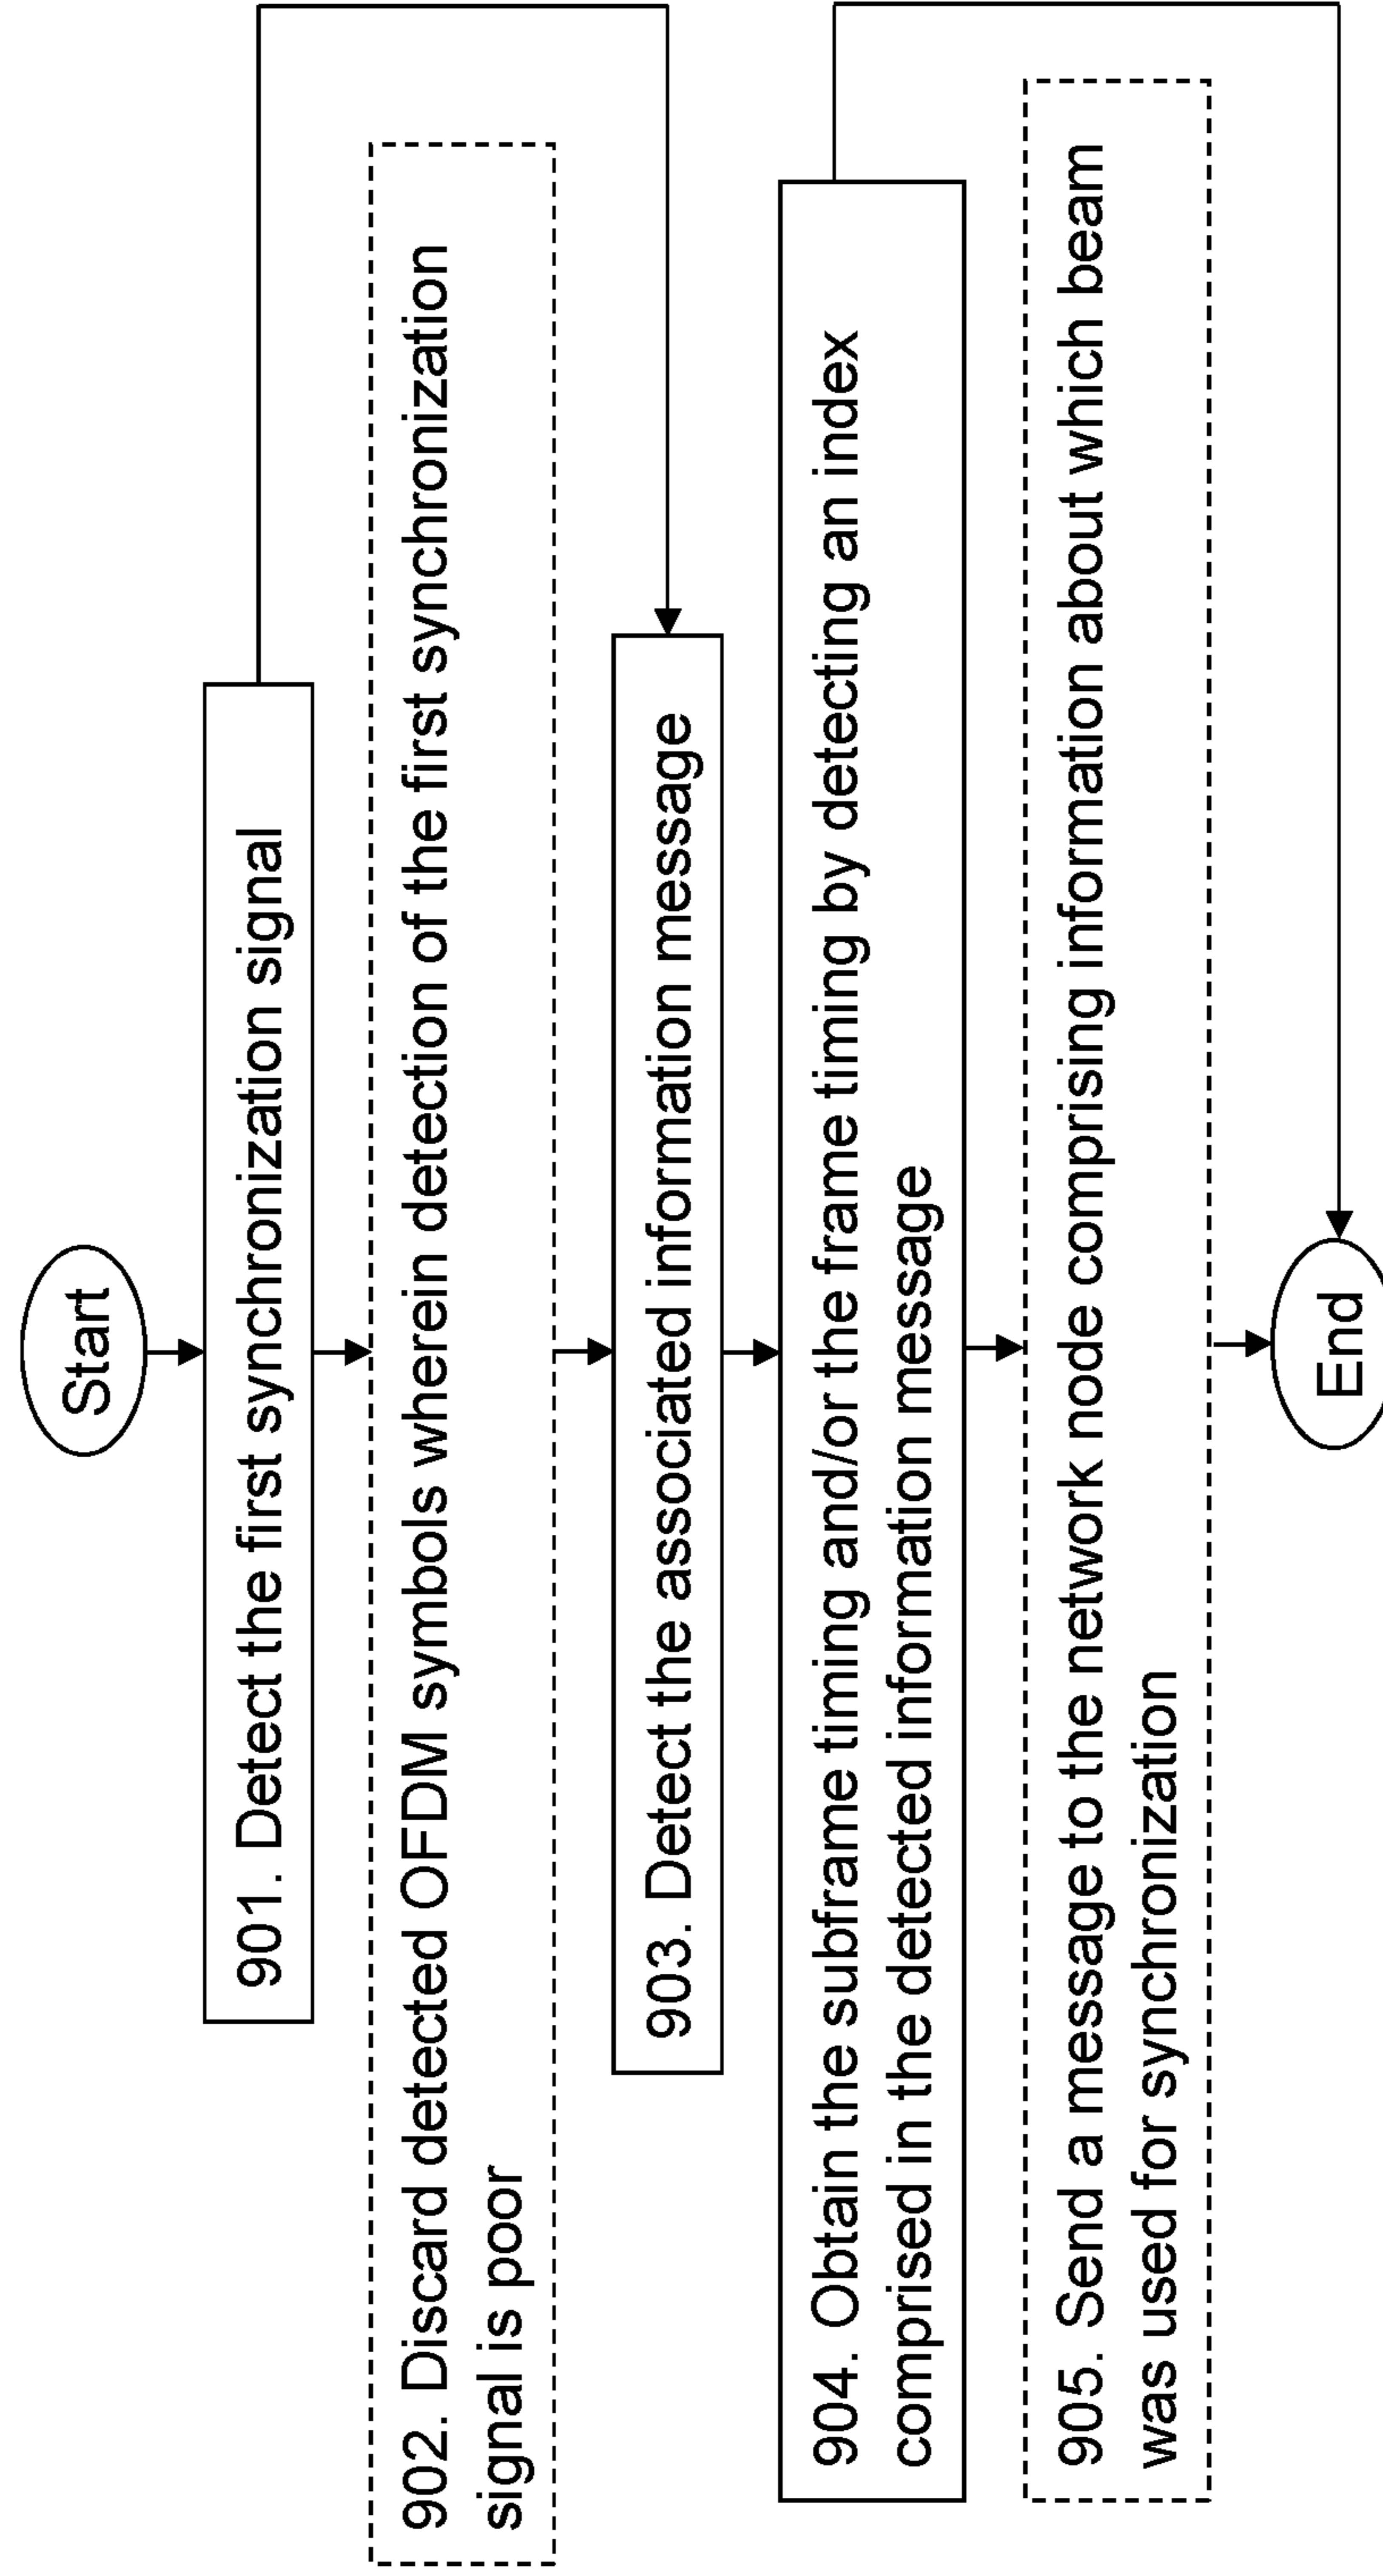 Start
901. Detect the first synchronization signal
902. Discard detected OFDM symbols wherein detection of the first synchronization
signal is poor
903. Detect the associated information message
904. Obtain the subframe timing and/or the frame timing by detecting an index
comprised in the detected information message
905. Send a message to the network node comprising information about which beam
was used for synchronization
End